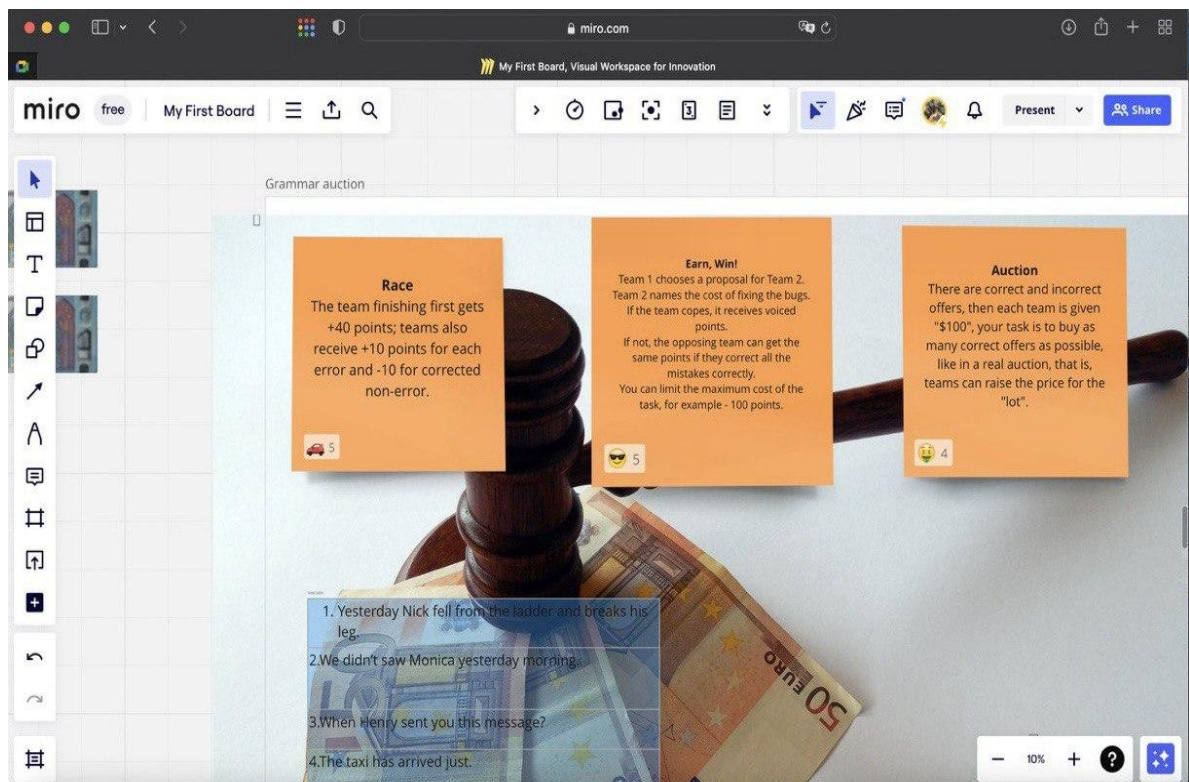 miro.com
My First Board, Visual Workspace for Innovation
miro free My First Board
3
Present
Share
Grammar auction
Race
The team finishing first gets
+40 points; teams also
receive +10 points for each
error and -10 for corrected
non-error.
5
Earn, Win!
Team 1 chooses a proposal for Team 2.
Team 2 names the cost of fixing the bugs.
If the team copes, it receives voiced
points.
If not, the opposing team can get the
same points if they correct all the
mistakes correctly.
You can limit the maximum cost of the
task, for example - 100 points.
5
Auction
There are correct and incorrect
offers, then each team is given
"$100", your task is to buy as
many correct offers as possible,
like in a real auction, that is,
teams can raise the price for the
"lot".
4
1. Yesterday Nick fell from the ladder and breaks his
leg.
2.We didn't saw Monica yesterday morning.
3.When Henry sent you this message?
4.The taxi has arrived just.
50 EURO
10%